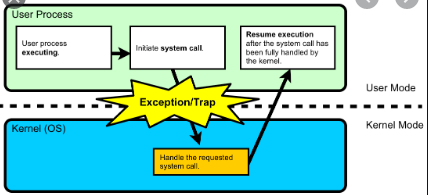 User Process
User process
executing.
Initiate system call.
Resume execution
after the system call has
been fully handled by
the kernel.
User Mode
Exception/Trap
Kernel Mode
Kernel (OS)
Handle the requested
system call.